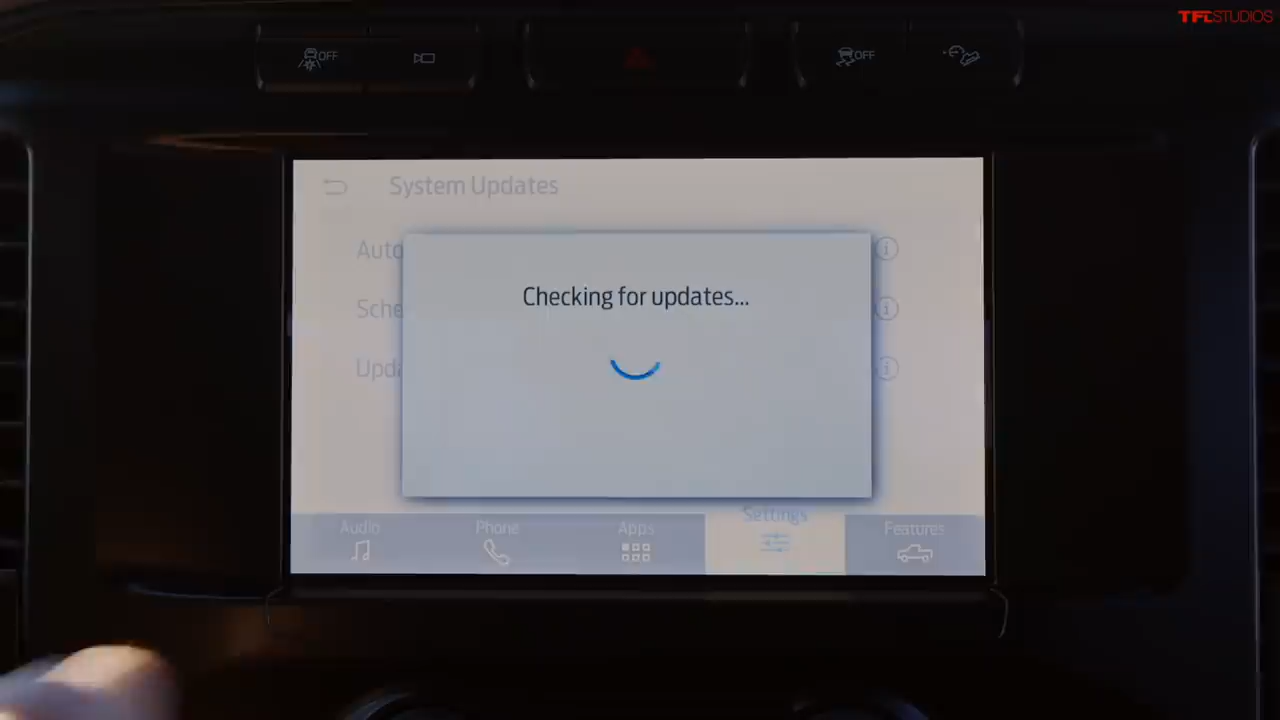 TFLSTUDIOS
OFF
OFF
System Updates
Auto
Sche
Upda
Checking for updates...
Audio
Phone
Apps
Settings
Features